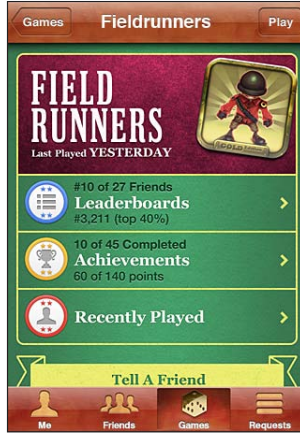 Games Fieldrunners Play
FIELD
RUNNERS
Last Played YESTERDAY
#10 of 27 Friends
Leaderboards
#3,211 (top 40%)
10 of 45 Completed
Achievements
60 of 140 points
Recently Played
Tell A Friend
Me Friends Games Requests